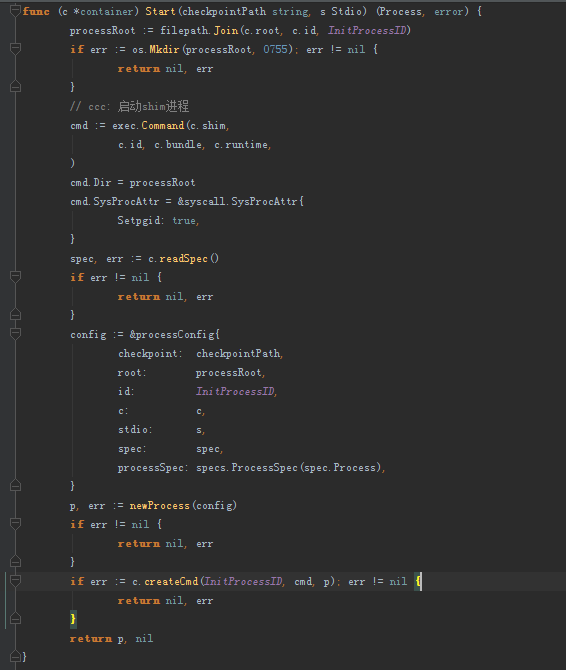 func (c *container) Start(checkpointPath string, s Stdio) (Process, error) {
processRoot := filepath.Join(c.root, c.id, InitProcessID)
if err := os.Mkdir(processRoot, 0755); err != nil {
return nil, err
}
// ccc: 启动shim进程
cmd := exec.Command(c.shim,
c.id, c.bundle, c.runtime,
)
cmd.Dir = processRoot
cmd.SysProcAttr = &syscall.SysProcAttr{
Setpgid: true,
}
spec, err := c.readSpec()
if err != nil {
return nil, err
}
config := &processConfig{
checkpoint: checkpointPath,
root: processRoot,
id: InitProcessID,
c: c,
stdio: s,
spec: spec,
processSpec: specs.ProcessSpec(spec.Process),
}
p, err := newProcess(config)
if err != nil {
return nil, err
}
if err := c.createCmd(InitProcessID, cmd, p); err != nil {
return nil, err
}
return p, nil
}